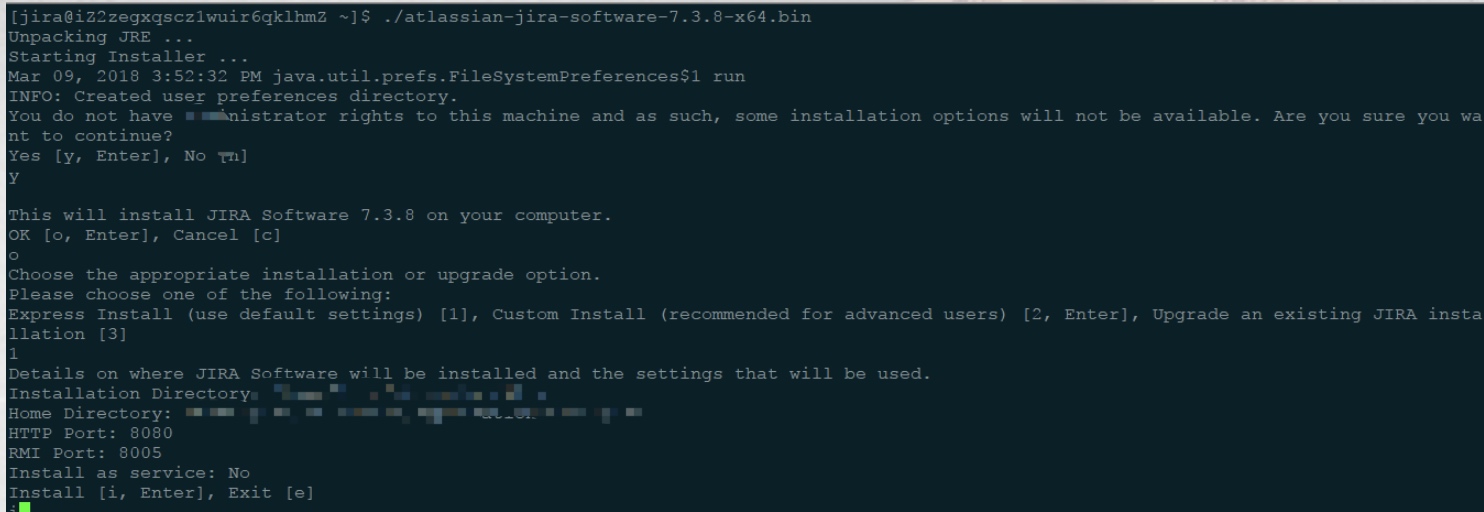 [jira@iZ2zegxqscz1wuir6qklhmZ ~]$ ./atlassian-jira-software-7.3.8-x64.bin
Unpacking JRE ...
Starting Installer ...
Mar 09, 2018 3:52:32 PM java.util.prefs.FileSystemPreferences$1 run
INFO: Created user preferences directory.
You do not have nistrator rights to this machine and as such, some installation options will not be available. Are you sure you wa
nt to continue?
Yes [y, Enter], No
y
This will install JIRA Software 7.3.8 on your computer.
OK [o, Enter], Cancel [c]
o
Choose the appropriate installation or upgrade option.
Please choose one of the following:
Express Install (use default settings) [1], Custom Install (recommended for advanced users) [2, Enter], Upgrade an existing JIRA insta
llation [3]
1
Details on where JIRA Software will be installed and the settings that will be used.
Installation Directory
Home Directory:
HTTP Port: 8080
RMI Port: 8005
Install as service: No
Install [i, Enter], Exit [e]
i